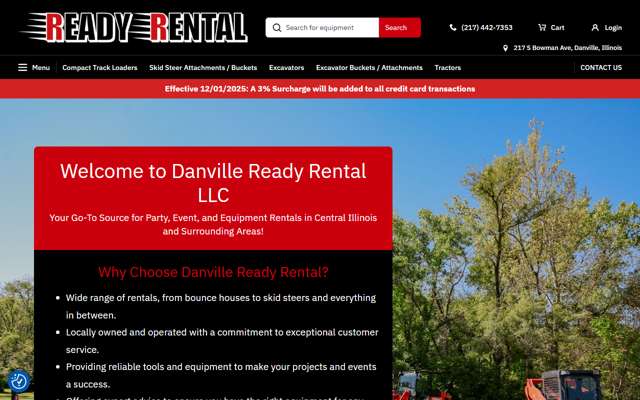 READY RENTAL
Search for equipment
Search
(217) 442-7353
Cart
Login
217 S Bowman Ave, Danville, Illinois
Menu
Compact Track Loaders
Skid Steer Attachments / Buckets
Excavators
Excavator Buckets / Attachments
Tractors
CONTACT US
Effective 12/01/2025: A 3% Surcharge will be added to all credit card transactions
Welcome to Danville Ready Rental
LLC
Your Go-To Source for Party, Event, and Equipment Rentals in Central Illinois
and Surrounding Areas!
Why Choose Danville Ready Rental?
Wide range of rentals, from bounce houses to skid steers and everything
in between.
Locally owned and operated with a commitment to exceptional customer
service.
Providing reliable tools and equipment to make your projects and events
a success.